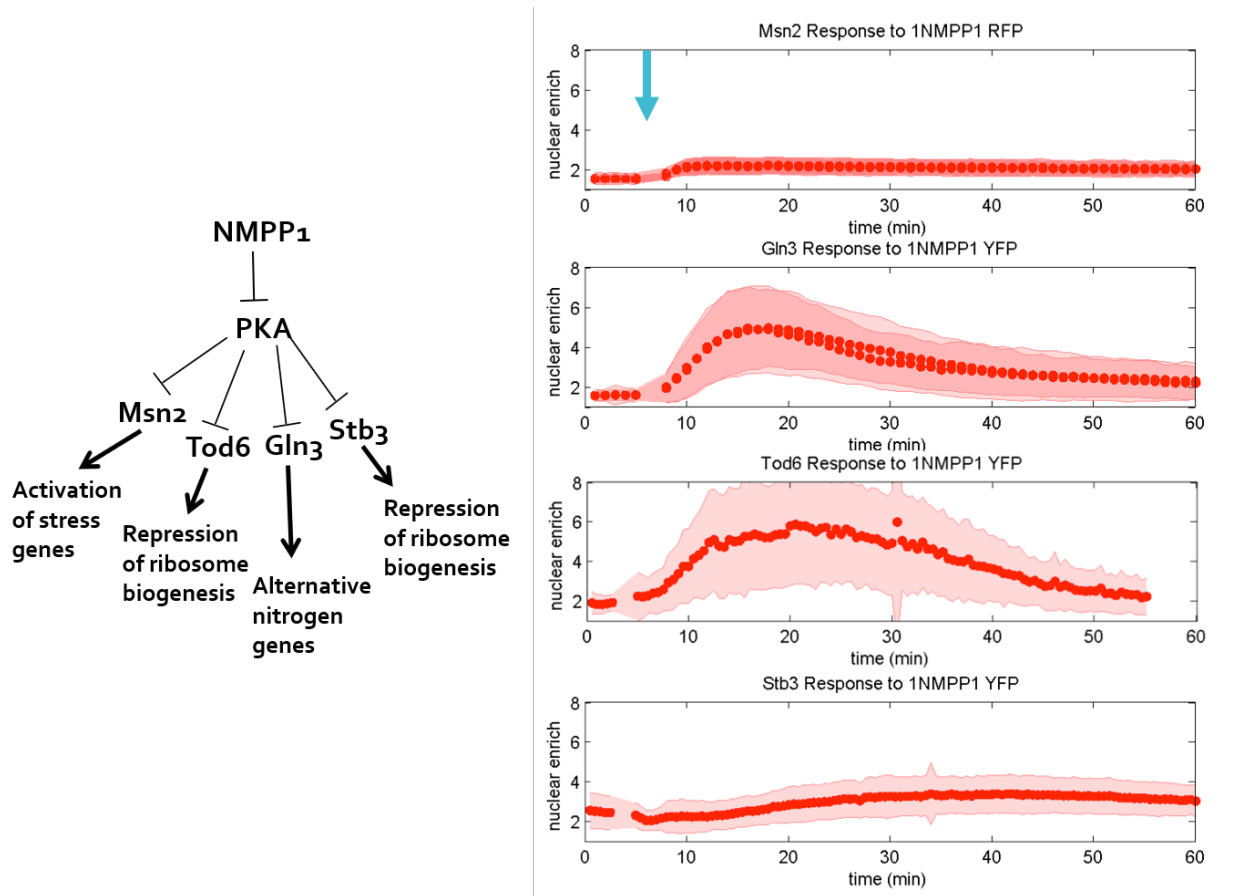 NMPP1
PKA
Msn2
Tod6
Gln3
Stb3
Activation
of stress
genes
Repression
of ribosome
biogenesis
Alternative
nitrogen
genes
Repression
of ribosome
biogenesis
Msn2 Response to 1NMPP1 RFP
nuclear enrich
8
6
4
2
0 10 20 30 40 50 60
time (min)
Gln3 Response to 1NMPP1 YFP
nuclear enrich
8
6
4
2
0 10 20 30 40 50 60
time (min)
Tod6 Response to 1NMPP1 YFP
nuclear enrich
8
6
4
2
0 10 20 30 40 50 60
time (min)
Stb3 Response to 1NMPP1 YFP
nuclear enrich
8
6
4
2
0 10 20 30 40 50 60
time (min)